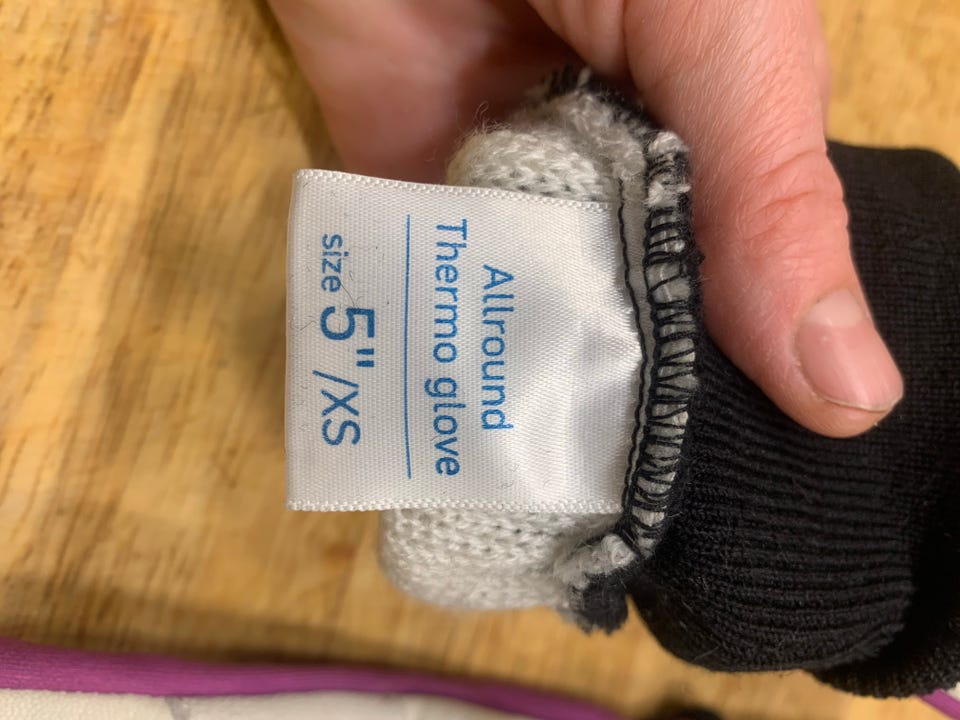 Allround
Thermo glove
size 5" /XS